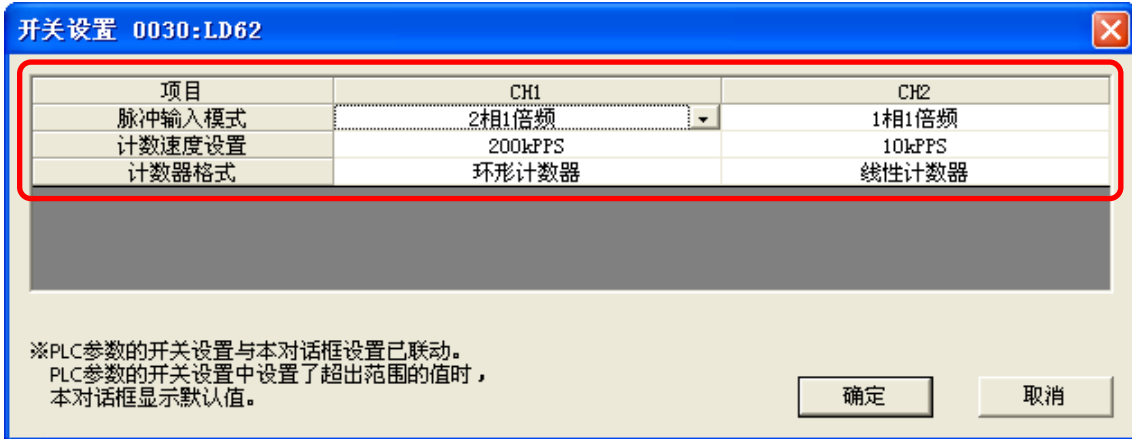 开关设置 0030:LD62
项目 CH1 CH2
脉冲输入模式 2相1倍频 1相1倍频
计数速度设置 200kPPS 10kPPS
计数器格式 环形计数器 线性计数器
※PLC参数的开关设置与本对话框设置已联动。
PLC参数的开关设置中设置了超出范围的值时，
本对话框显示默认值。
确定 取消